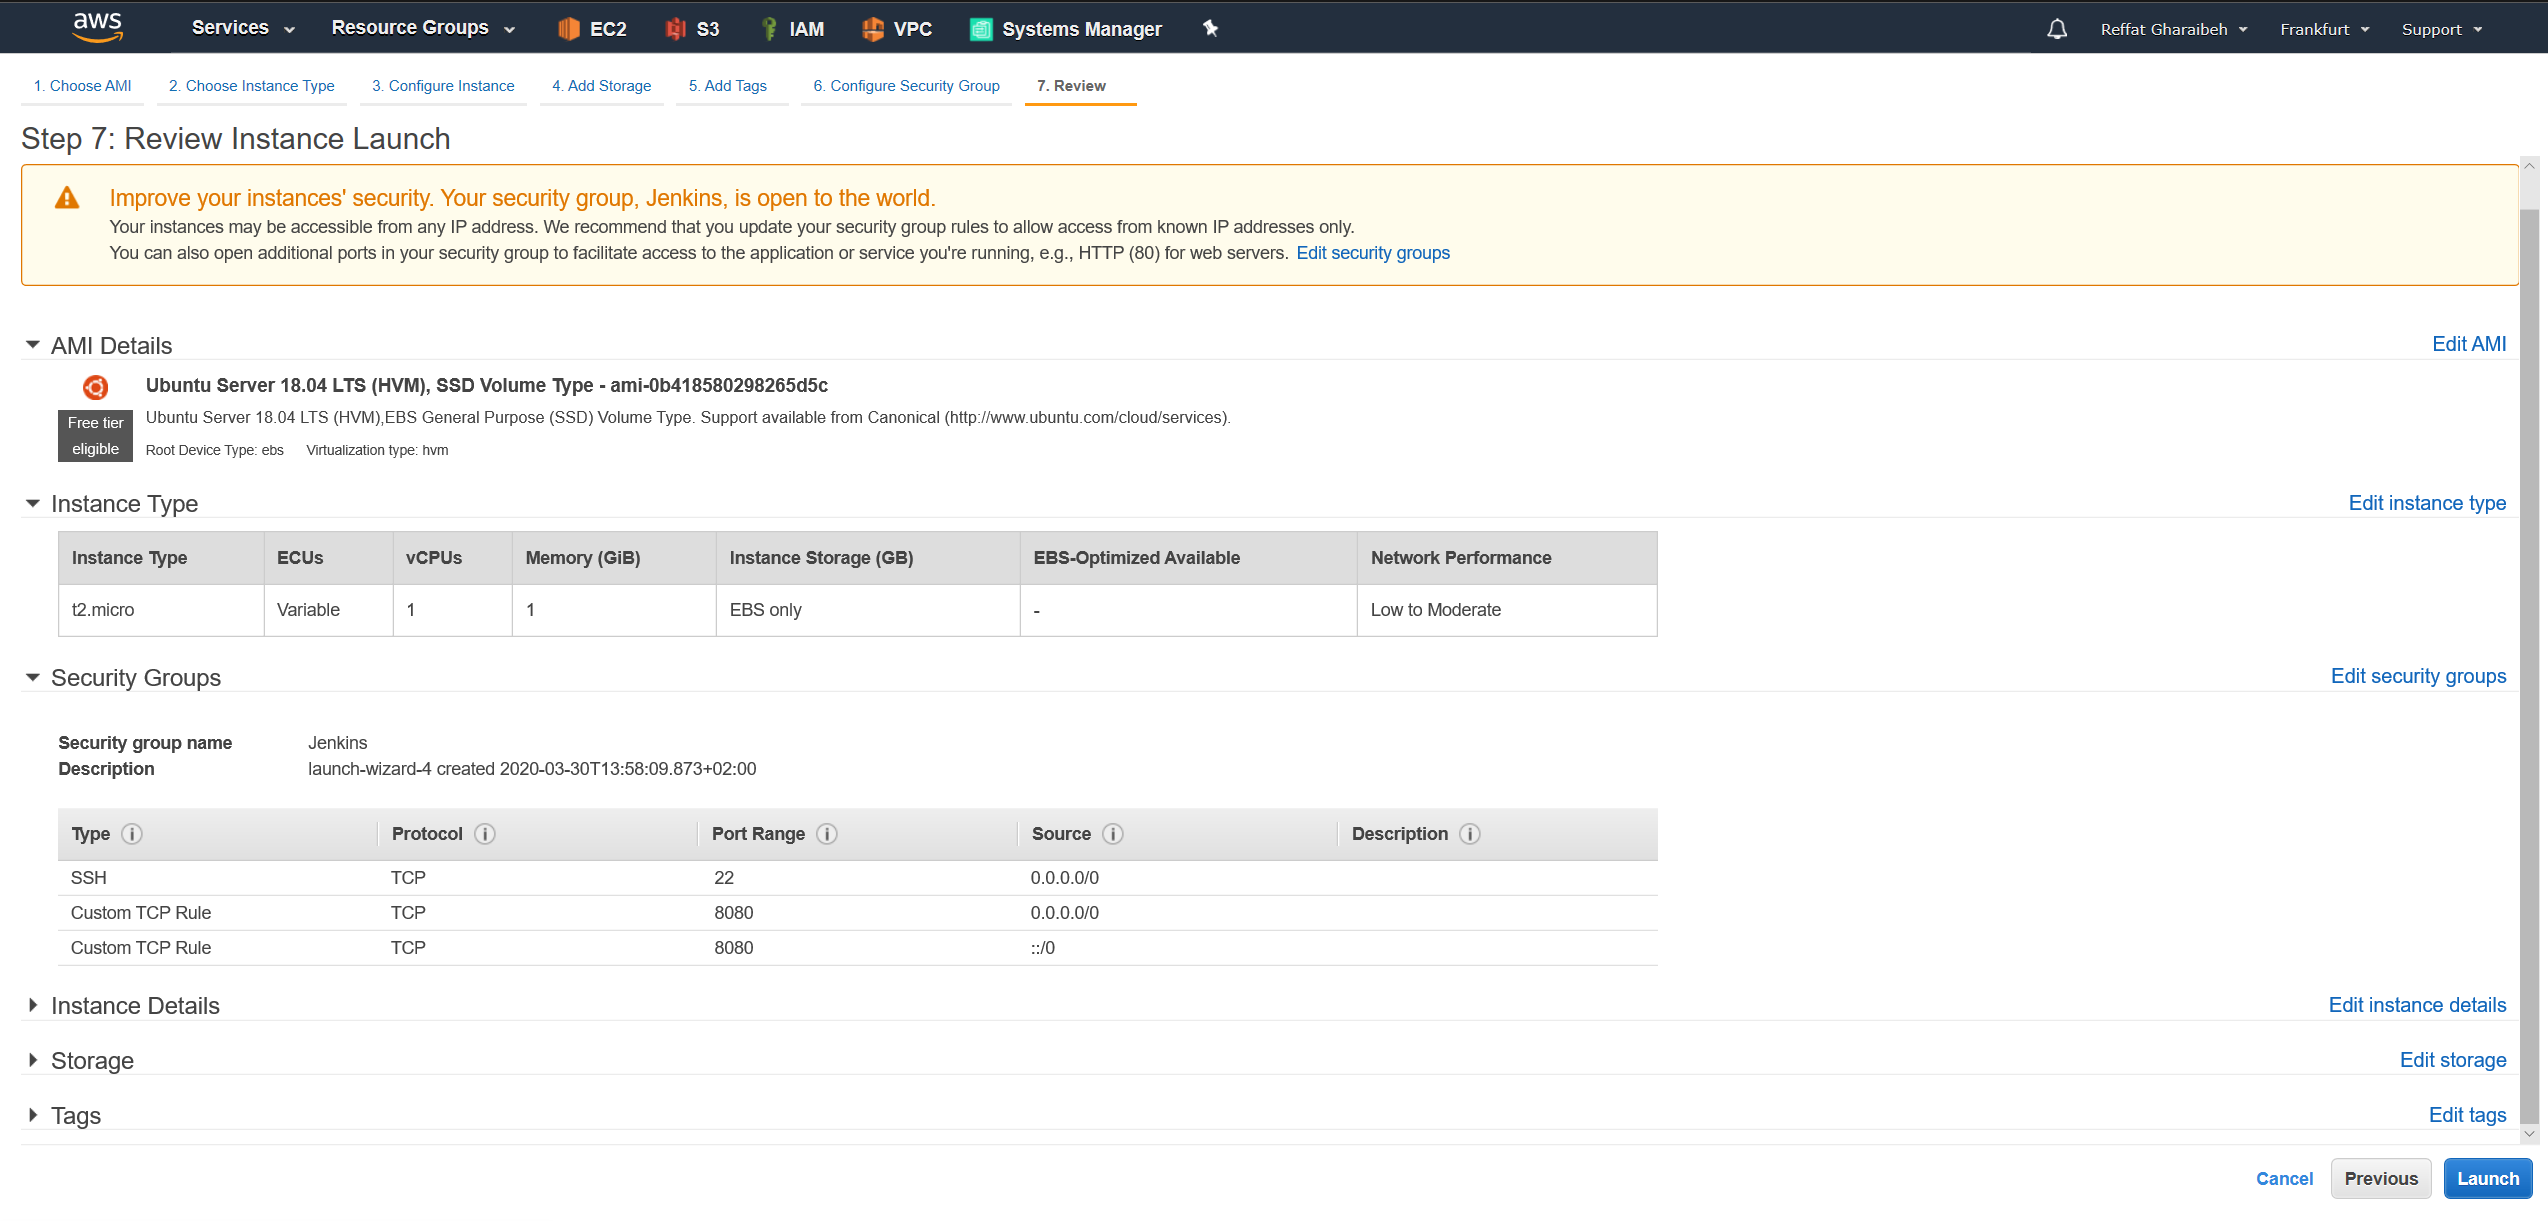 aws Services Resource Groups EC2 S3 IAM VPC Systems Manager Reffat Gharaibeh Frankfurt Support
1. Choose AMI 2. Choose Instance Type 3. Configure Instance 4. Add Storage 5. Add Tags 6. Configure Security Group 7. Review
Step 7: Review Instance Launch
Improve your instances' security. Your security group, Jenkins, is open to the world.
Your instances may be accessible from any IP address. We recommend that you update your security group rules to allow access from known IP addresses only.
You can also open additional ports in your security group to facilitate access to the application or service you're running, e.g., HTTP (80) for web servers. Edit security groups
AMI Details Edit AMI
Ubuntu Server 18.04 LTS (HVM), SSD Volume Type - ami-0b418580298265d5c
Free tier eligible
Ubuntu Server 18.04 LTS (HVM),EBS General Purpose (SSD) Volume Type. Support available from Canonical (http://www.ubuntu.com/cloud/services).
Root Device Type: ebs Virtualization type: hvm
Instance Type Edit instance type
Instance Type ECUs vCPUs Memory (GiB) Instance Storage (GB) EBS-Optimized Available Network Performance
t2.micro Variable 1 1 EBS only - Low to Moderate
Security Groups Edit security groups
Security group name Jenkins
Description launch-wizard-4 created 2020-03-30T13:58:09.873+02:00
Type Protocol Port Range Source Description
SSH TCP 22 0.0.0.0/0
Custom TCP Rule TCP 8080 0.0.0.0/0
Custom TCP Rule TCP 8080 ::/0
Instance Details Edit instance details
Storage Edit storage
Tags Edit tags
Cancel Previous Launch